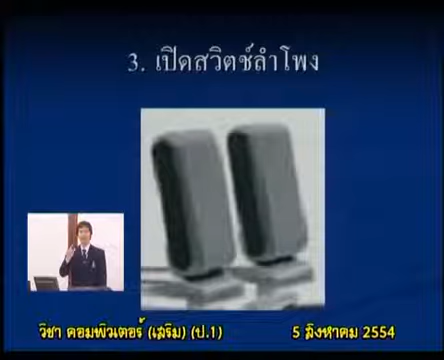 3. เปิดสวิตช์ลำโพง
วิชา คอมพิวเตอร์ (เสริม) (ป.1) 5 สิงหาคม 2554